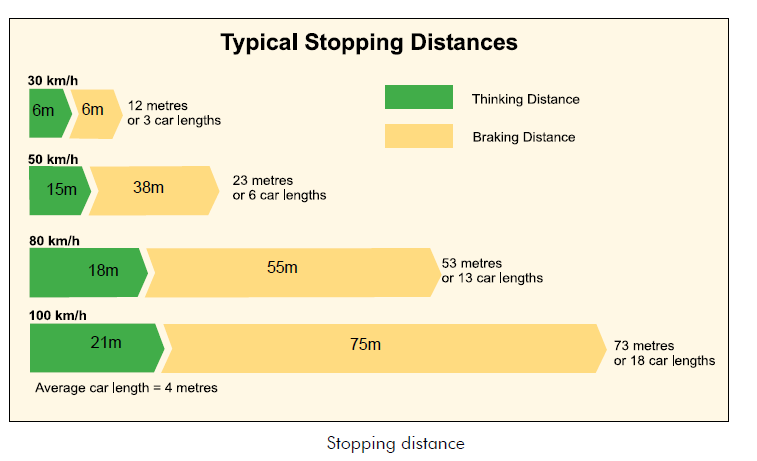 Typical Stopping Distances
30 km/h
6m 6m
12 metres
or 3 car lengths
Thinking Distance
Braking Distance
50 km/h
15m 38m
23 metres
or 6 car lengths
80 km/h
18m 55m
53 metres
or 13 car lengths
100 km/h
21m 75m
73 metres
or 18 car lengths
Average car length = 4 metres
Stopping distance